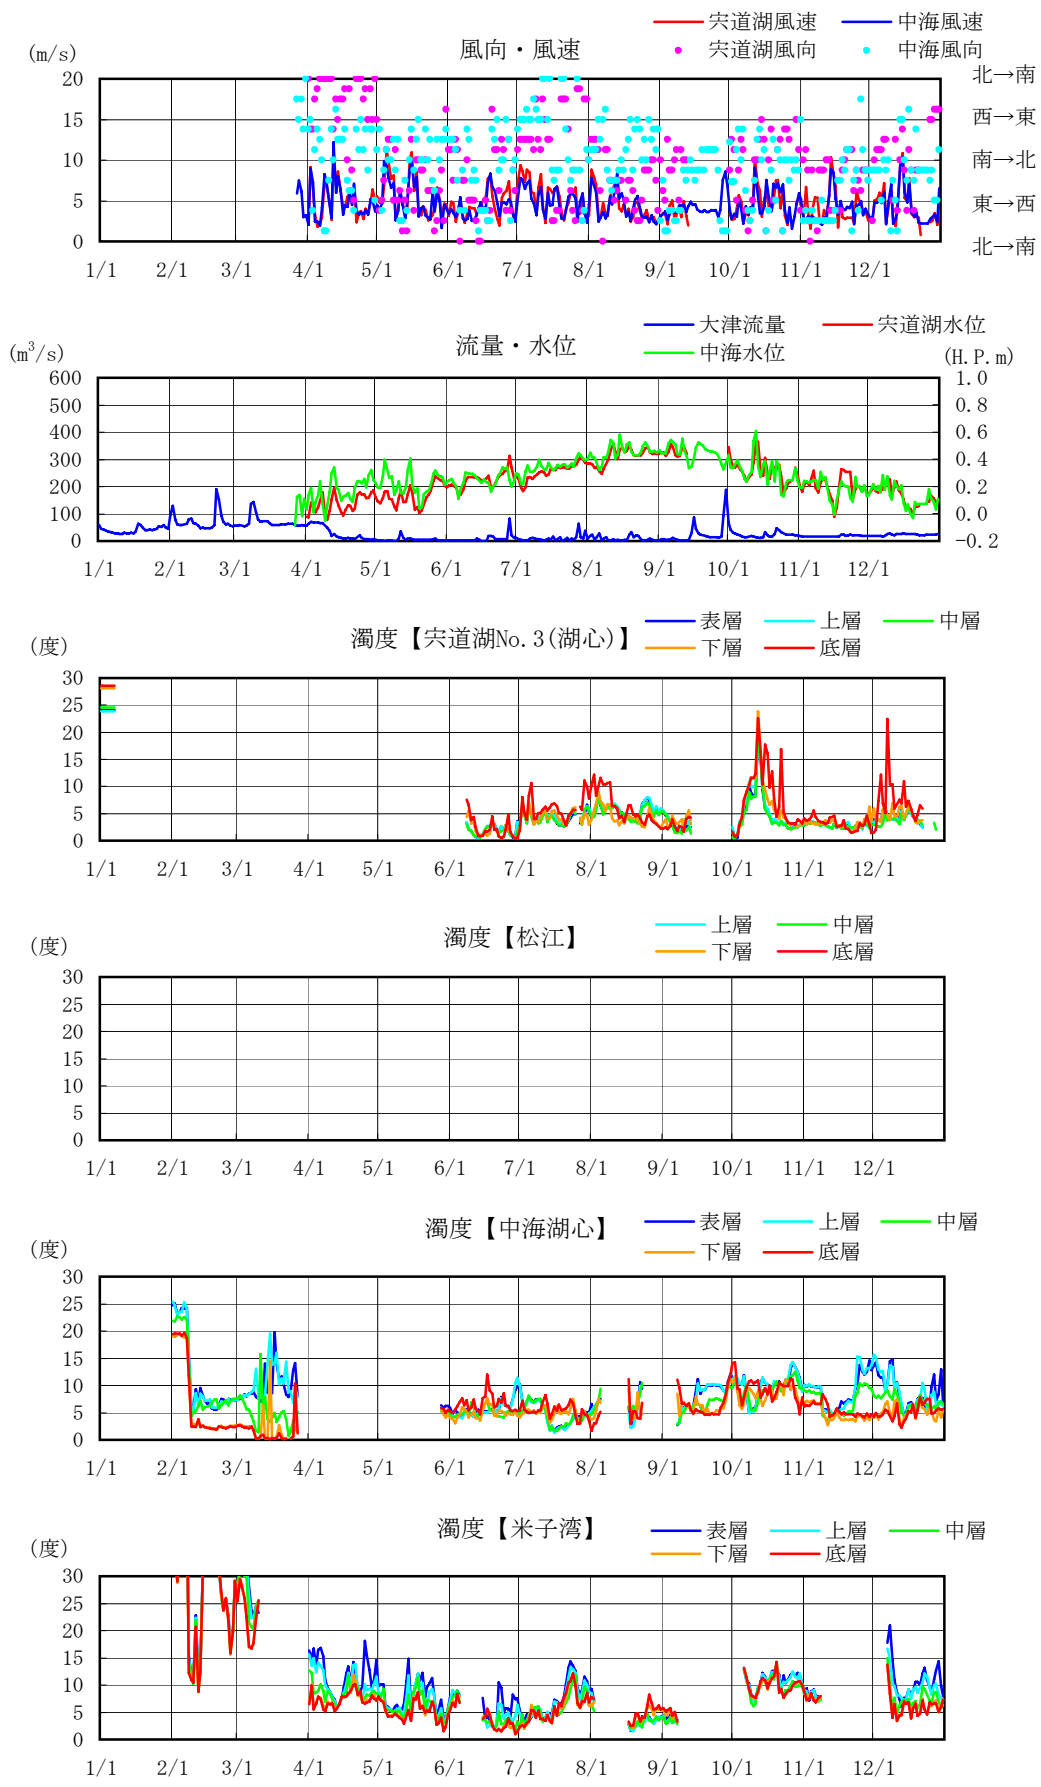 宍道湖風速 中海風速
(m/s) 風向・風速 宍道湖風向 中海風向
20 北→南
15 西→東
10 南→北
5 東→西
0 北→南
1/1 2/1 3/1 4/1 5/1 6/1 7/1 8/1 9/1 10/1 11/1 12/1
大津流量 宍道湖水位
(m³/s) 流量・水位 中海水位 (H.P.m)
600 1.0
500 0.8
400 0.6
300 0.4
200 0.2
100 0.0
0 -0.2
1/1 2/1 3/1 4/1 5/1 6/1 7/1 8/1 9/1 10/1 11/1 12/1
表層 上層 中層
(度) 濁度【宍道湖No.3(湖心)】 下層 底層
30
25
20
15
10
5
0
1/1 2/1 3/1 4/1 5/1 6/1 7/1 8/1 9/1 10/1 11/1 12/1
上層 中層
(度) 濁度【松江】 下層 底層
30
25
20
15
10
5
0
1/1 2/1 3/1 4/1 5/1 6/1 7/1 8/1 9/1 10/1 11/1 12/1
濁度【中海湖心】 表層 上層 中層
(度) 下層 底層
30
25
20
15
10
5
0
1/1 2/1 3/1 4/1 5/1 6/1 7/1 8/1 9/1 10/1 11/1 12/1
濁度【米子湾】 表層 上層 中層
(度) 下層 底層
30
25
20
15
10
5
0
1/1 2/1 3/1 4/1 5/1 6/1 7/1 8/1 9/1 10/1 11/1 12/1